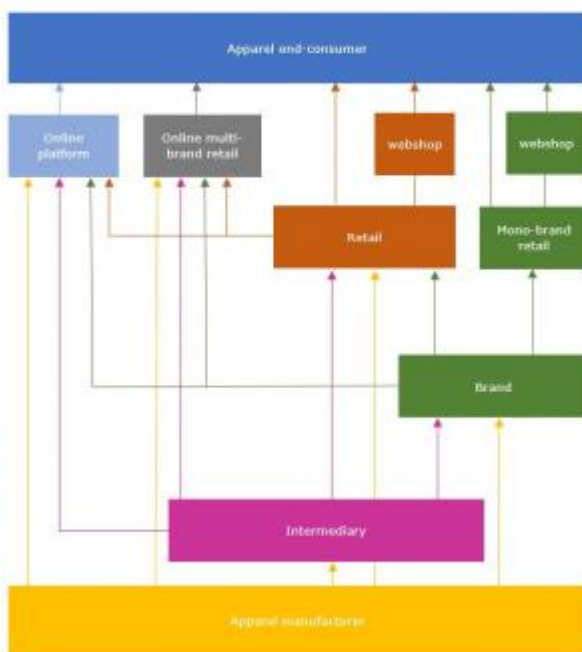 Apparel end-consumer
Online
platform
Online multi-
brand retail
webshop
webshop
Retail
Mono-brand
retail
Brand
Intermediary
Apparel manufacturer